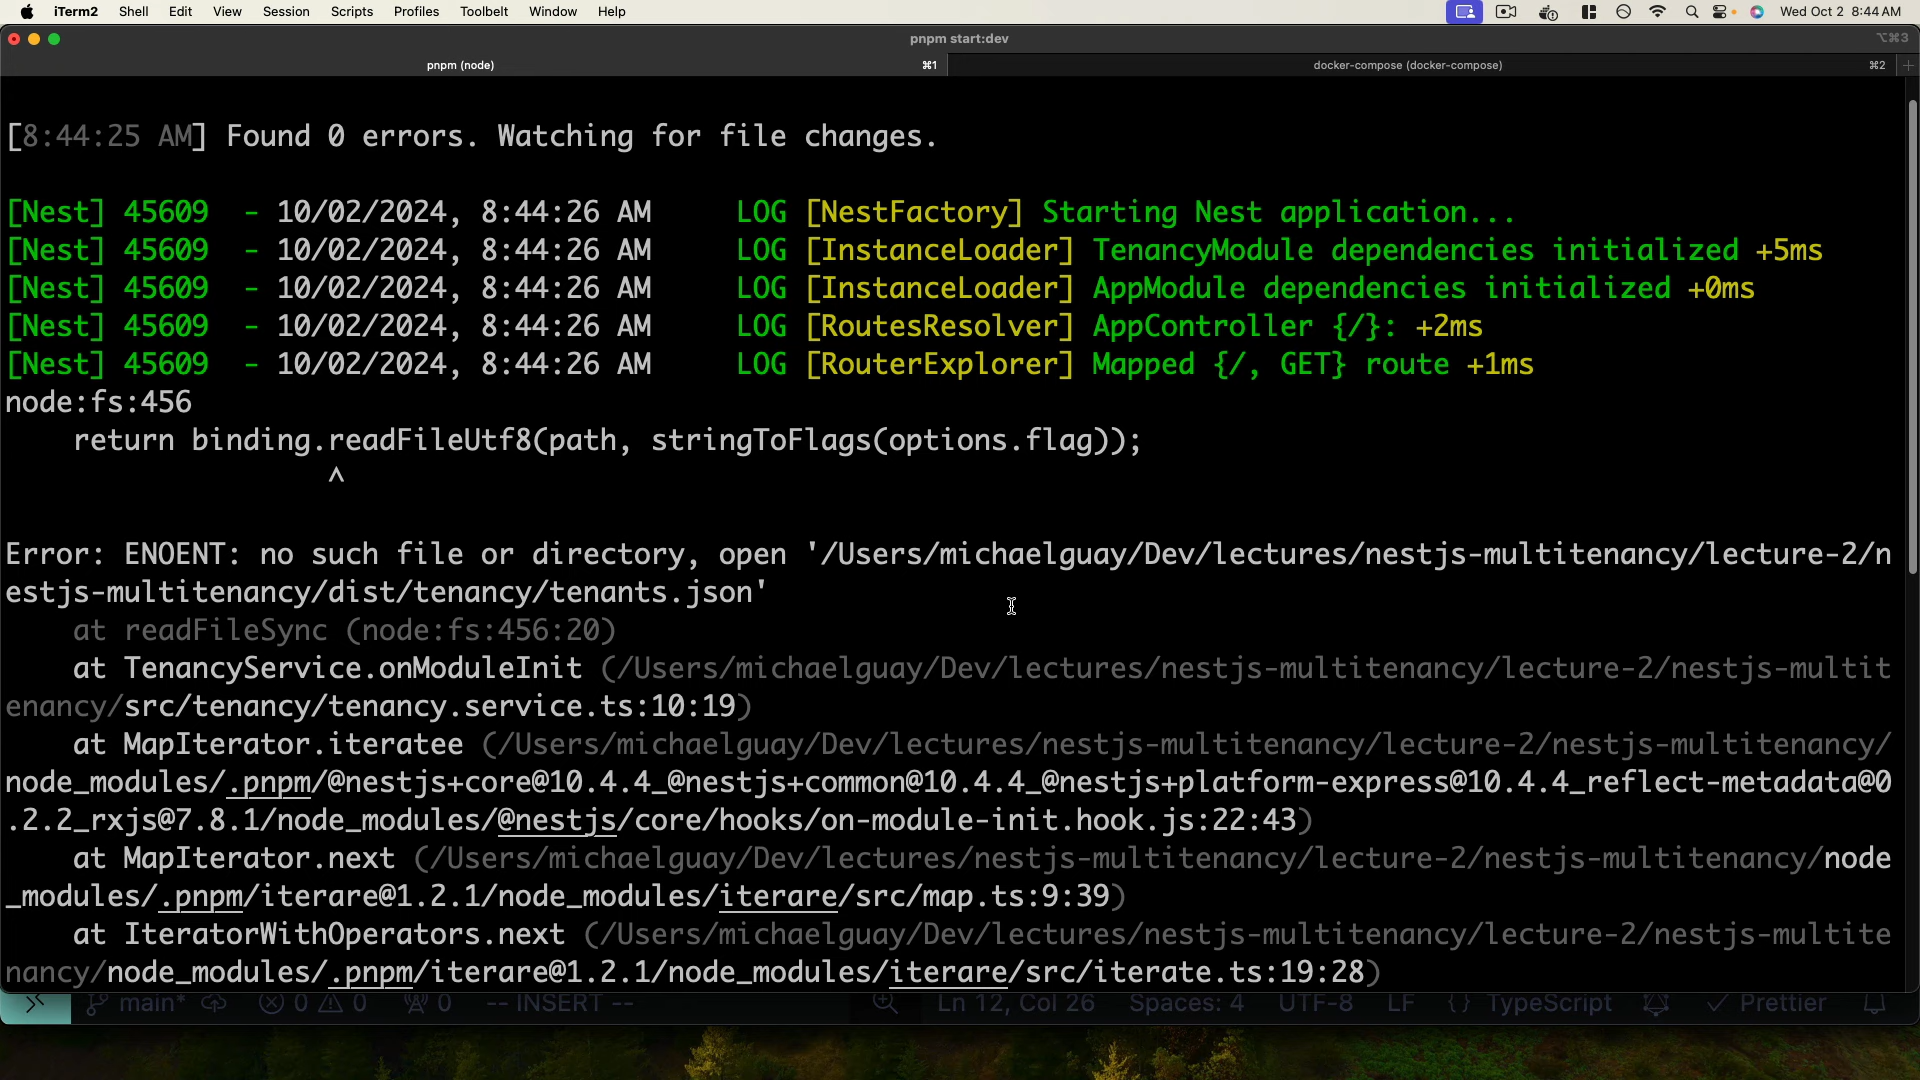 iTerm2 Shell Edit View Session Scripts Profiles Toolbelt Window Help Wed Oct 2 8:44 AM
pnpm start:dev ⌥⌘3
pnpm (node) ⌘1 docker-compose (docker-compose) ⌘2
[8:44:25 AM] Found 0 errors. Watching for file changes.
[Nest] 45609 - 10/02/2024, 8:44:26 AM LOG [NestFactory] Starting Nest application...
[Nest] 45609 - 10/02/2024, 8:44:26 AM LOG [InstanceLoader] TenancyModule dependencies initialized +5ms
[Nest] 45609 - 10/02/2024, 8:44:26 AM LOG [InstanceLoader] AppModule dependencies initialized +0ms
[Nest] 45609 - 10/02/2024, 8:44:26 AM LOG [RoutesResolver] AppController {/}: +2ms
[Nest] 45609 - 10/02/2024, 8:44:26 AM LOG [RouterExplorer] Mapped {/, GET} route +1ms
node:fs:456
return binding.readFileUtf8(path, stringToFlags(options.flag));
^
Error: ENOENT: no such file or directory, open '/Users/michaelguay/Dev/lectures/nestjs-multitenancy/lecture-2/n
estjs-multitenancy/dist/tenancy/tenants.json'
at readFileSync (node:fs:456:20)
at TenancyService.onModuleInit (/Users/michaelguay/Dev/lectures/nestjs-multitenancy/lecture-2/nestjs-multit
enancy/src/tenancy/tenancy.service.ts:10:19)
at MapIterator.iteratee (/Users/michaelguay/Dev/lectures/nestjs-multitenancy/lecture-2/nestjs-multitenancy/
node_modules/.pnpm/@nestjs+core@10.4.4_@nestjs+common@10.4.4_@nestjs+platform-express@10.4.4_reflect-metadata@0
.2.2_rxjs@7.8.1/node_modules/@nestjs/core/hooks/on-module-init.hook.js:22:43)
at MapIterator.next (/Users/michaelguay/Dev/lectures/nestjs-multitenancy/lecture-2/nestjs-multitenancy/node
_modules/.pnpm/iterare@1.2.1/node_modules/iterare/src/map.ts:9:39)
at IteratorWithOperators.next (/Users/michaelguay/Dev/lectures/nestjs-multitenancy/lecture-2/nestjs-multite
nancy/node_modules/.pnpm/iterare@1.2.1/node_modules/iterare/src/iterate.ts:19:28)
main* 0 0 0 -- INSERT -- Ln 12, Col 26 Spaces: 4 UTF-8 LF {} TypeScript Prettier